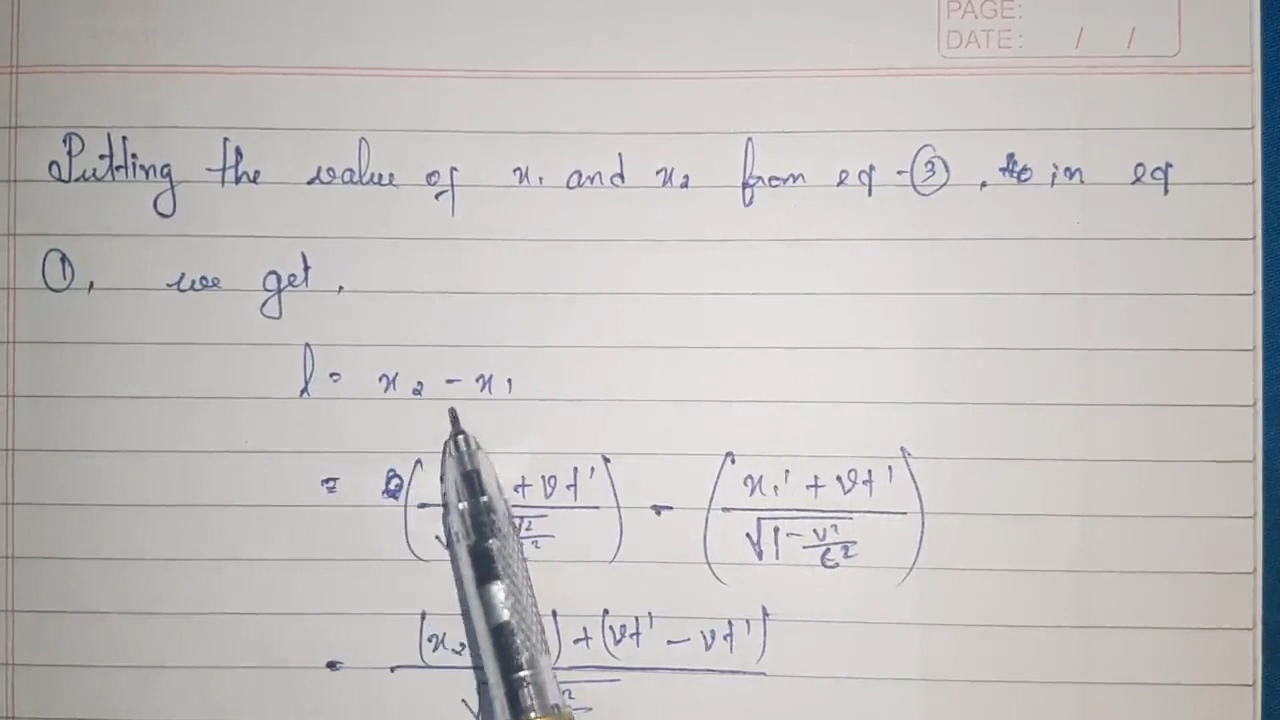 PAGE:
DATE: / /
Putting the value of x₁ and x₂ from eq -③, in eq
①, we get,
l = x₂ - x₁
= ( + vt' ) - ( x₁' + vt' / √1 - v²/c² )
= (x₂ ) + (vt' - vt')